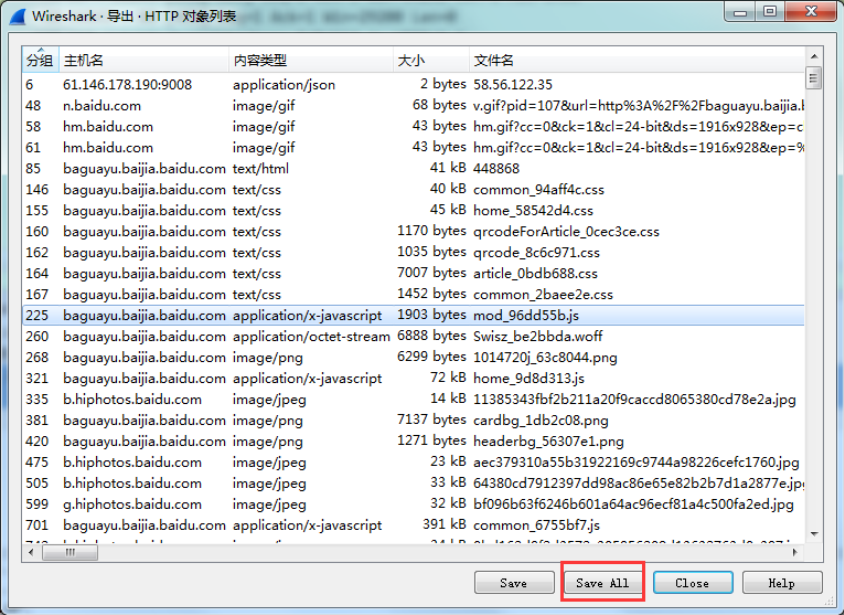 Wireshark · 导出 · HTTP 对象列表
分组 主机名 内容类型 大小 文件名
6 61.146.178.190:9008 application/json 2 bytes 58.56.122.35
48 n.baidu.com image/gif 68 bytes v.gif?pid=107&url=http%3A%2F%2Fbaguayu.baijia.b
58 hm.baidu.com image/gif 43 bytes hm.gif?cc=0&ck=1&cl=24-bit&ds=1916x928&ep=c
61 hm.baidu.com image/gif 43 bytes hm.gif?cc=0&ck=1&cl=24-bit&ds=1916x928&ep=%
85 baguayu.baijia.baidu.com text/html 41 kB 448868
146 baguayu.baijia.baidu.com text/css 40 kB common_94aff4c.css
155 baguayu.baijia.baidu.com text/css 45 kB home_58542d4.css
160 baguayu.baijia.baidu.com text/css 1170 bytes qrcodeForArticle_0cec3ce.css
162 baguayu.baijia.baidu.com text/css 1035 bytes qrcode_8c6c971.css
164 baguayu.baijia.baidu.com text/css 7007 bytes article_0bdb688.css
167 baguayu.baijia.baidu.com text/css 1452 bytes common_2baee2e.css
225 baguayu.baijia.baidu.com application/x-javascript 1903 bytes mod_96dd55b.js
260 baguayu.baijia.baidu.com application/octet-stream 6888 bytes Swisz_be2bbda.woff
268 baguayu.baijia.baidu.com image/png 6299 bytes 1014720j_63c8044.png
321 baguayu.baijia.baidu.com application/x-javascript 72 kB home_9d8d313.js
335 b.hiphotos.baidu.com image/jpeg 14 kB 11385343fbf2b211a20f9caccd8065380cd78e2a.jpg
381 baguayu.baijia.baidu.com image/png 7137 bytes cardbg_1db2c08.png
420 baguayu.baijia.baidu.com image/png 1271 bytes headerbg_56307e1.png
475 b.hiphotos.baidu.com image/jpeg 23 kB aec379310a55b31922169c9744a98226cefc1760.jpg
505 b.hiphotos.baidu.com image/jpeg 33 kB 64380cd7912397dd98ac86e65e82b2b7d1a2877e.jp
599 g.hiphotos.baidu.com image/jpeg 32 kB bf096b63f6246b601a64ac96ecf81a4c500fa2ed.jpg
701 baguayu.baijia.baidu.com application/x-javascript 391 kB common_6755bf7.js
Save Save All Close Help